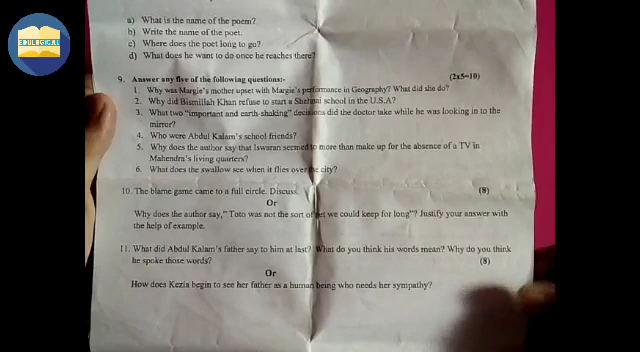 EDULOGICAL
a) What is the name of the poem?
b) Write the name of the poet.
c) Where does the poet long to go?
d) What does he want to do once he reaches there?
9. Answer any five of the following questions:- (2x5=10)
1. Why was Margie's mother upset with Margie's performance in Geography? What did she do?
2. Why did Bismillah Khan refuse to start a Shehnai school in the U.S.A?
3. What two "important and earth-shaking" decisions did the doctor take while he was looking in to the
mirror?
4. Who were Abdul Kalam's school friends?
5. Why does the author say that Iswaran seemed to more than make up for the absence of a TV in
Mahendra's living quarters?
6. What does the swallow see when it flies over the city?
10. The blame game came to a full circle. Discuss. (8)
Or
Why does the author say," Toto was not the sort of pet we could keep for long"? Justify your answer with
the help of example.
11. What did Abdul Kalam's father say to him at last? What do you think his words mean? Why do you think
he spoke those words? (8)
Or
How does Kezia begin to see her father as a human being who needs her sympathy?